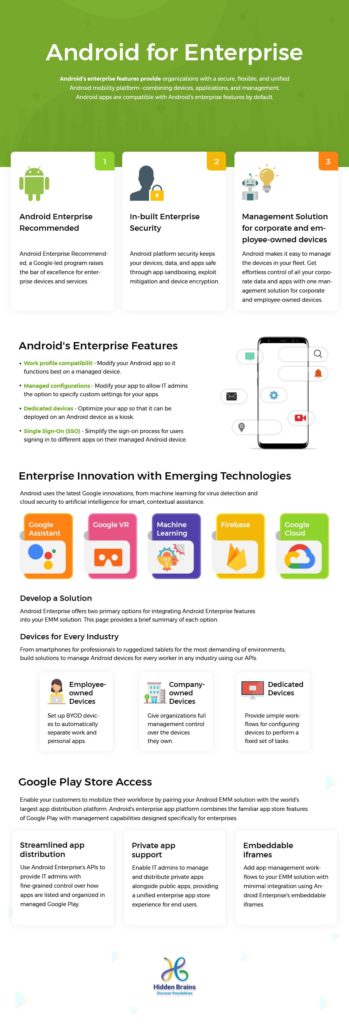 Android for Enterprise
Android's enterprise features provide organizations with a secure, flexible, and unified
Android mobility platform--combining devices, applications, and management.
Android apps are compatible with Android's enterprise features by default.
1
Android Enterprise
Recommended
Android Enterprise Recommend-
ed, a Google-led program raises
the bar of excellence for enter-
prise devices and services.
2
In-built Enterprise
Security
Android platform security keeps
your devices, data, and apps safe
through app sandboxing, exploit
mitigation and device encryption.
3
Management Solution
for corporate and em-
ployee-owned devices
Android makes it easy to manage
the devices in your fleet. Get
effortless control of all your corpo-
rate data and apps with one man-
agement solution for corporate
and employee-owned devices.
Android's Enterprise Features
• Work profile compatibilit - Modify your Android app so it
functions best on a managed device.
• Managed configurations - Modify your app to allow IT admins
the option to specify custom settings for your apps
• Dedicated devices - Optimize your app so that it can be
deployed on an Android device as a kiosk.
• Single Sign-On (SSO) - Simplify the sign-on process for users
signing in to different apps on their managed Android device.
Enterprise Innovation with Emerging Technologies
Android uses the latest Google innovations, from machine learning for virus detection and
cloud security to artificial intelligence for smart, contextual assistance.
Google
Assistant
Google VR
Machine
Learning
Firebase
Google
Cloud
Develop a Solution
Android Enterprise offers two primary options for integrating Android Enterprise features
into your EMM solution. This page provides a brief summary of each option.
Devices for Every Industry
From smartphones for professionals to ruggedized tablets for the most demanding of environments,
build solutions to manage Android devices for every worker in any industry using our APIs.
Employee-
owned
Devices
Set up BYOD devic-
es to automatically
separate work and
personal apps.
Company-
owned
Devices
Give organizations full
management control
over the devices
they own.
Dedicated
Devices
Provide simple work-
flows for configuring
devices to perform a
fixed set of tasks.
Google Play Store Access
Enable your customers to mobilize their workforce by pairing your Android EMM solution with the world's
largest app distribution platform. Android's enterprise app platform combines the familiar app store features
of Google Play with management capabilities designed specifically for enterprises.
Streamlined app
distribution
Use Android Enterprise's APIs to
provide IT admins with
fine-grained control over how
apps are listed and organized in
managed Google Play.
Private app
support
Enable IT admins to manage
and distribute private apps
alongside public apps, providing
a unified enterprise app store
experience for end users.
Embeddable
iframes
Add app management work-
flows to your EMM solution with
minimal integration using An-
droid Enterprise's embeddable
iframes.
Hidden Brains
Discover Possibilities